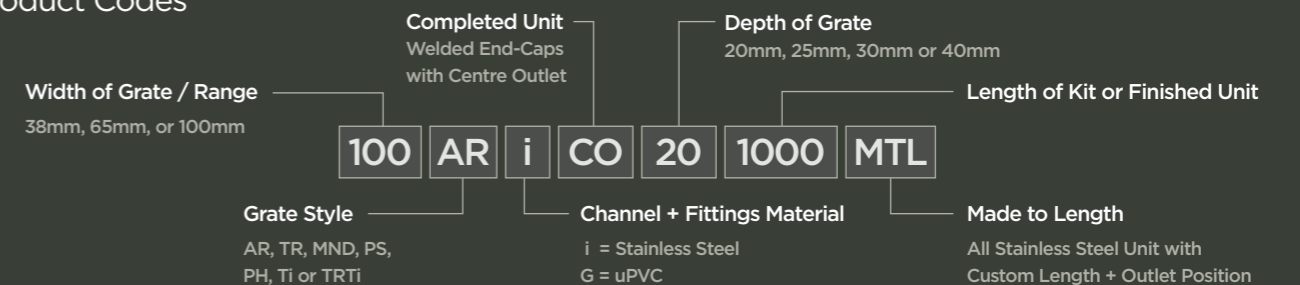 oduct Codes
Completed Unit
Welded End-Caps
with Centre Outlet
Depth of Grate
20mm, 25mm, 30mm or 40mm
Width of Grate / Range
38mm, 65mm, or 100mm
Length of Kit or Finished Unit
100 AR i CO 20 1000 MTL
Grate Style
AR, TR, MND, PS,
PH, Ti or TRTi
Channel + Fittings Material
i = Stainless Steel
G = uPVC
Made to Length
All Stainless Steel Unit with
Custom Length + Outlet Position